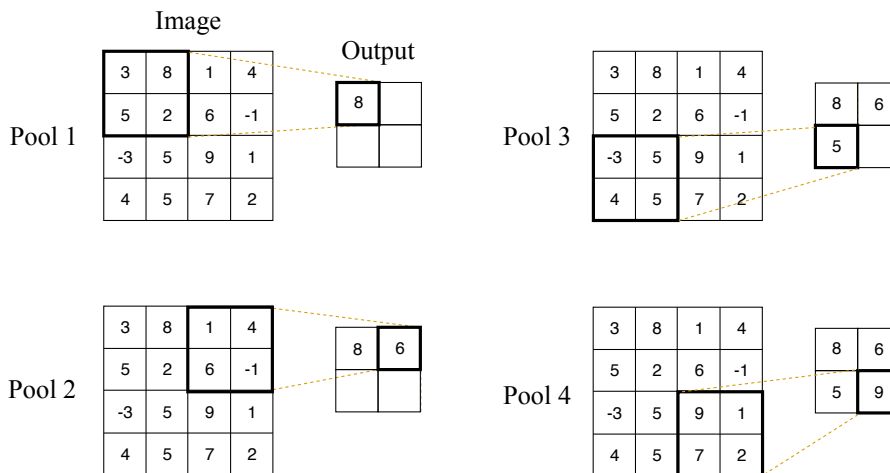 Image
Output
Pool 1
3 8 1 4
5 2 6 -1
-3 5 9 1
4 5 7 2
8
Pool 3
3 8 1 4
5 2 6 -1
-3 5 9 1
4 5 7 2
8 6
5
Pool 2
3 8 1 4
5 2 6 -1
-3 5 9 1
4 5 7 2
8 6
Pool 4
3 8 1 4
5 2 6 -1
-3 5 9 1
4 5 7 2
8 6
5 9